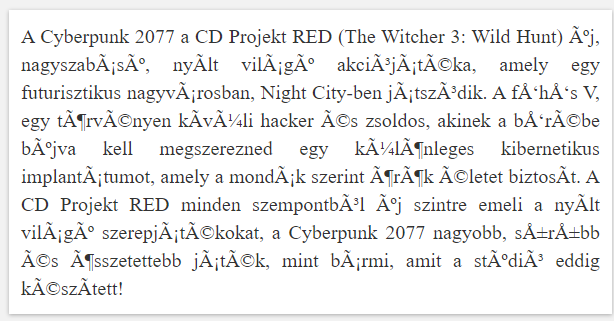 A Cyberpunk 2077 a CD Projekt RED (The Witcher 3: Wild Hunt) Ãºj,
nagyszabÃ¡sÃº, nyÃ­lt vilÃ¡gÃº akciÃ³jÃ¡tÃ©ka, amely egy
futurisztikus nagyvÃ¡rosban, Night City-ben jÃ¡tszÃ³dik. A fÅ‘hÅ‘s V,
egy tÃ¶rvÃ©nyen kÃ­vÃ¼li hacker Ã©s zsoldos, akinek a bÅ‘rÃ©be
bÃºjva kell megszerezned egy kÃ¼lÃ¶nleges kibernetikus
implantÃ¡tumot, amely a mondÃ¡k szerint Ã¶rÃ¶k Ã©letet biztosÃ­t. A
CD Projekt RED minden szempontbÃ³l Ãºj szintre emeli a nyÃ­lt
vilÃ¡gÃº szerepjÃ¡tÃ©kokat, a Cyberpunk 2077 nagyobb, sÅ±rÅ±bb
Ã©s Ã¶sszetettebb jÃ¡tÃ©k, mint bÃ¡rmi, amit a stÃºdiÃ³ eddig
kÃ©szÃ­tett!